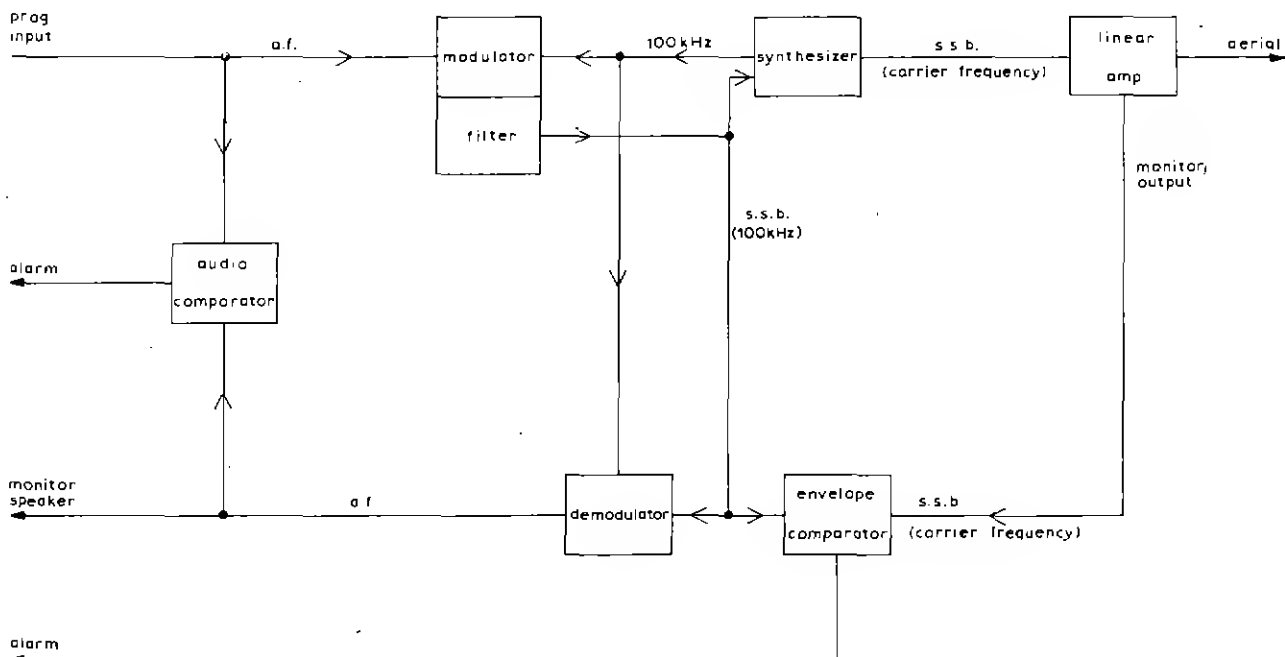 prog
input
a.f.
modulator
100kHz
synthesizer
s.s.b.
(carrier frequency)
linear
amp
aerial
filter
monitor
output
s.s.b.
(100kHz)
alarm
audio
comparator
monitor
speaker
a f
demodulator
envelope
comparator
s.s.b
(carrier frequency)
alarm